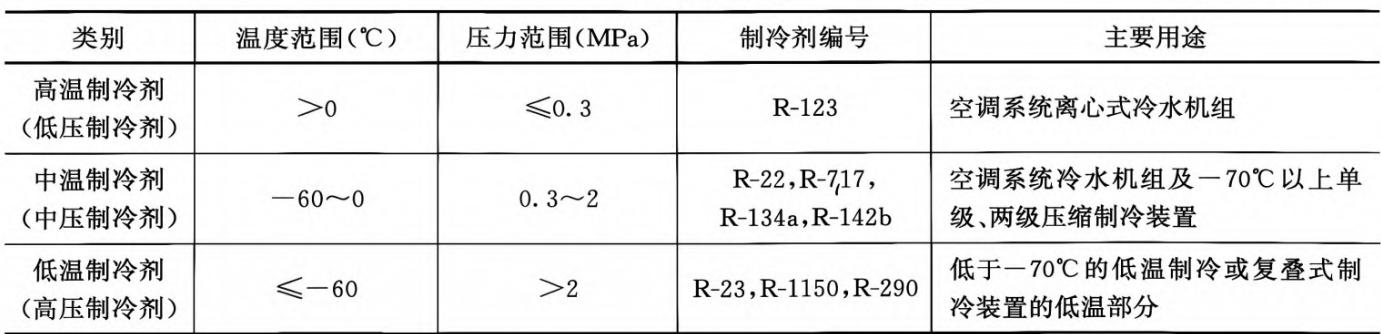 类别 温度范围(℃) 压力范围(MPa) 制冷剂编号 主要用途
高温制冷剂
(低压制冷剂) >0 ≤0.3 R-123 空调系统离心式冷水机组
中温制冷剂
(中压制冷剂) -60~0 0.3~2 R-22,R-717,
R-134a,R-142b 空调系统冷水机组及-70℃以上单
级、两级压缩制冷装置
低温制冷剂
(高压制冷剂) ≤-60 >2 R-23,R-1150,R-290 低于-70℃的低温制冷或复叠式制
冷装置的低温部分